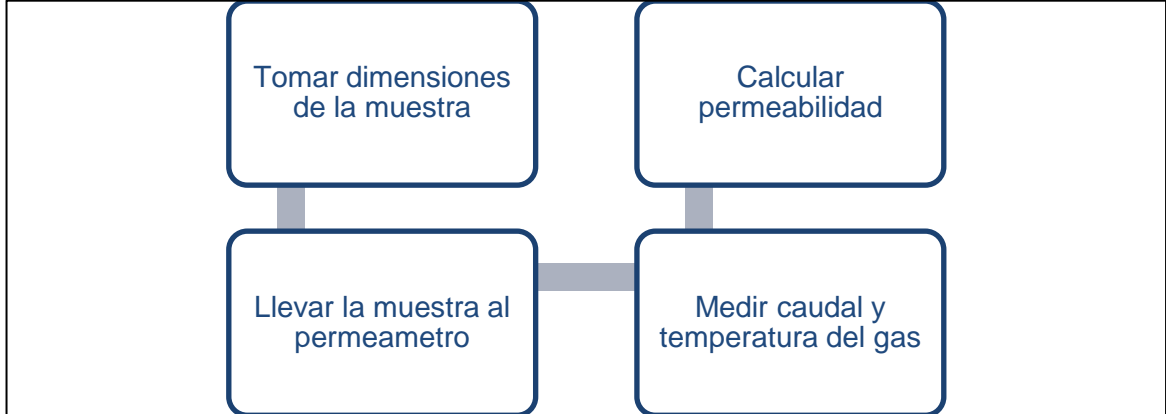 Tomar dimensiones
de la muestra
Llevar la muestra al
permeametro
Medir caudal y
temperatura del gas
Calcular
permeabilidad